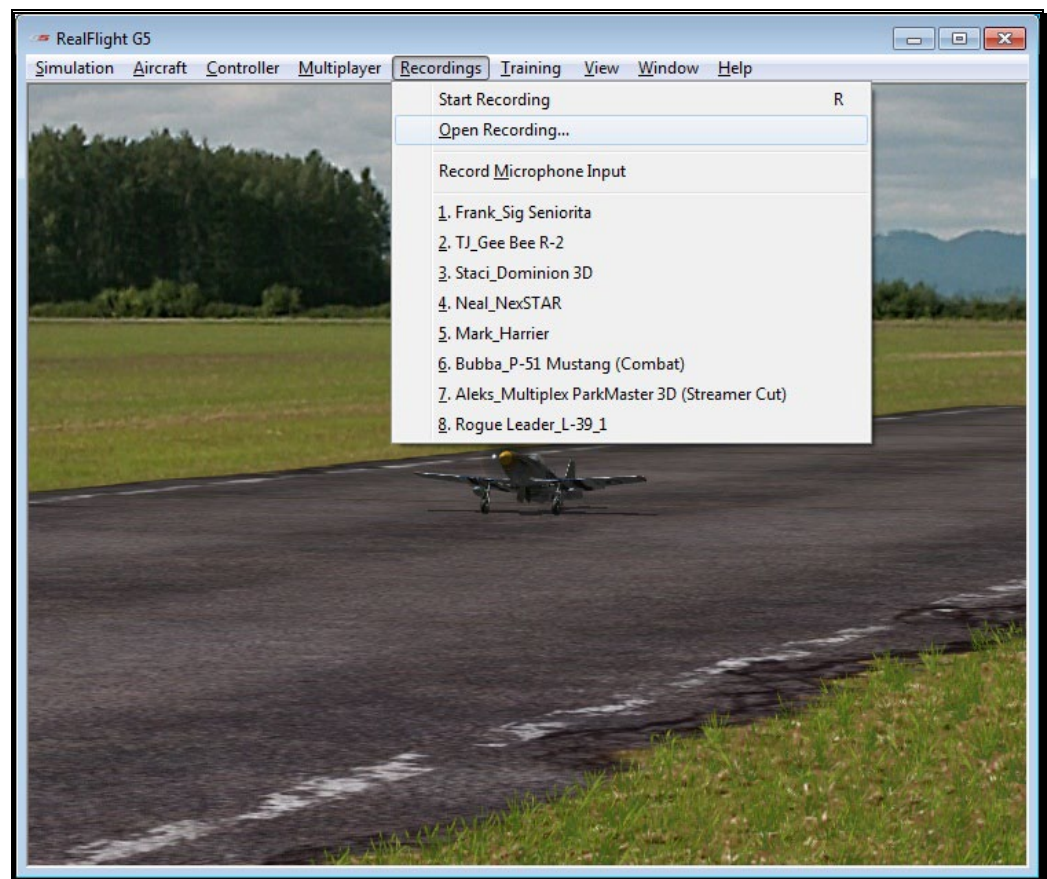 RealFlight G5
Simulation Aircraft Controller Multiplayer Recordings Training View Window Help
Start Recording R
Open Recording...
Record Microphone Input
1. Frank_Sig Seniorita
2. TJ_Gee Bee R-2
3. Staci_Dominion 3D
4. Neal_NexSTAR
5. Mark_Harrier
6. Bubba_P-51 Mustang (Combat)
7. Aleks_Multiplex ParkMaster 3D (Streamer Cut)
8. Rogue Leader_L-39_1